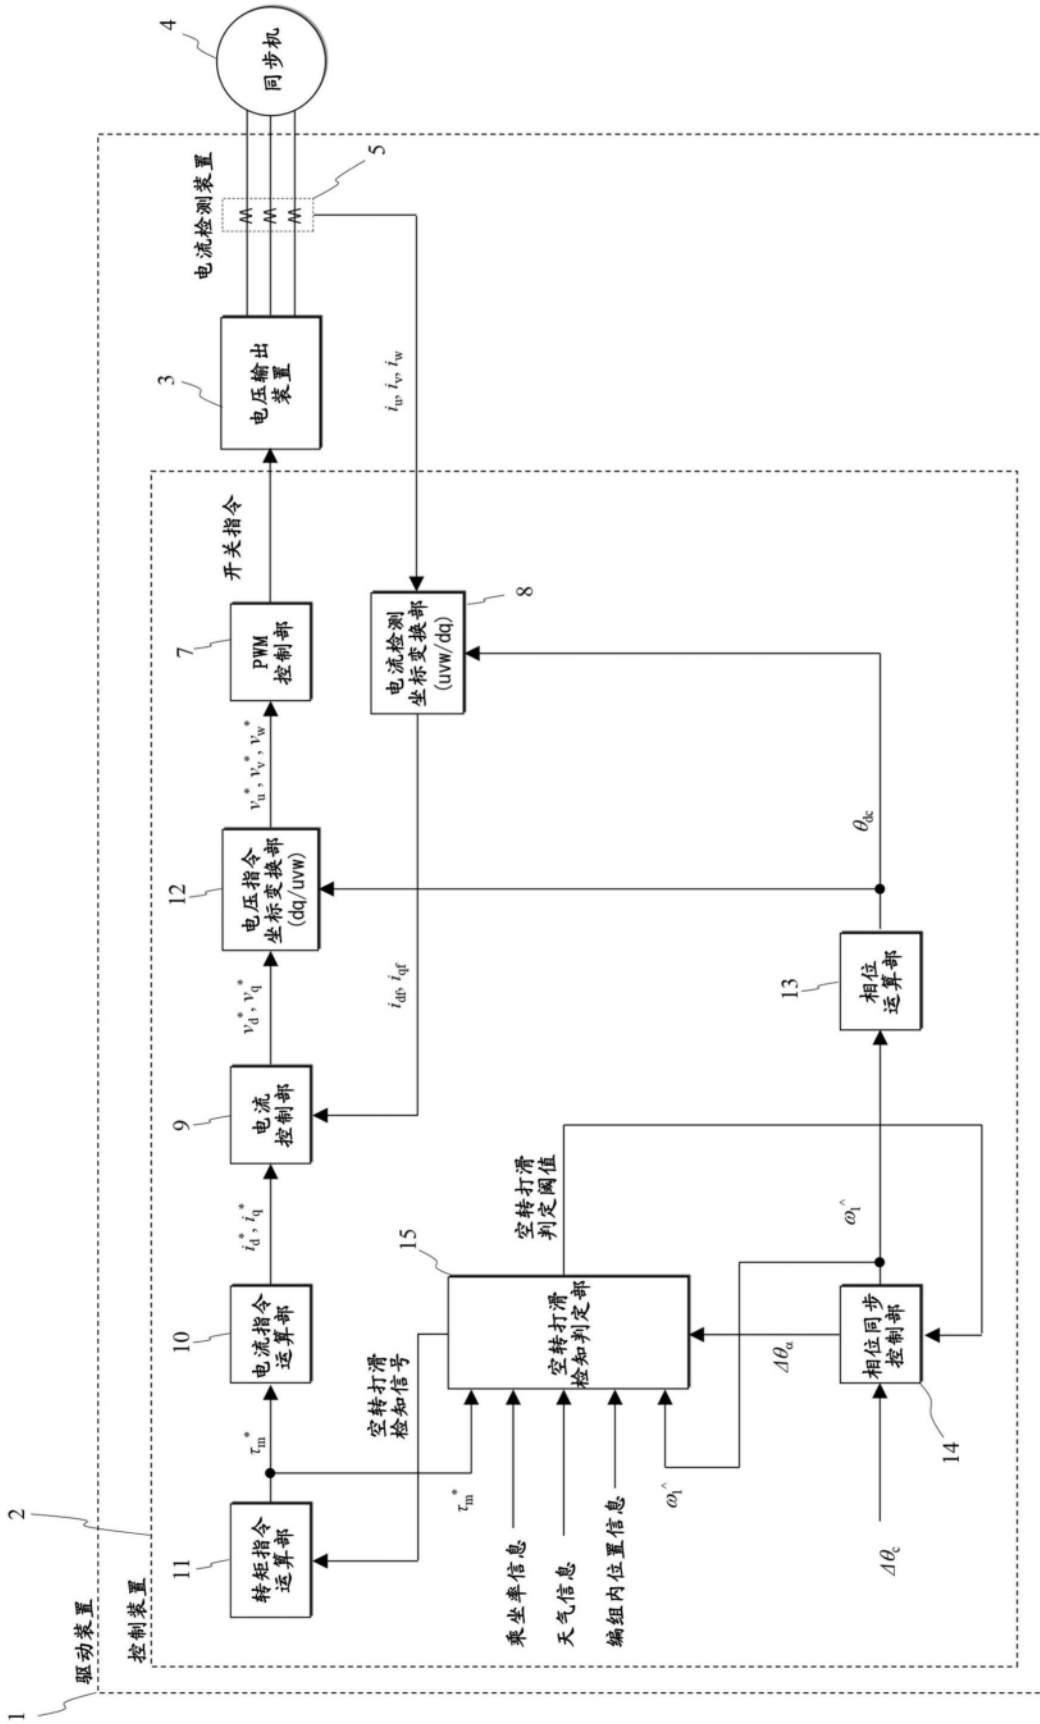 1
驱动装置
2
控制装置
11
转矩指令
运算部
τm*
10
电流指令
运算部
id*, iq*
9
电流
控制部
vd*, vq*
12
电压指令
坐标变换部
(dq/uvw)
vu*, vv*, vw*
7
PWM
控制部
开关指令
3
电压输出
装置
电流检测装置
5
4
同步机
iu, iv, iw
8
电流检测
坐标变换部
(uvw/dq)
idf, iqf
空转打滑
检知信号
τm*
乘坐率信息
天气信息
编组内位置信息
ω1^
15
空转打滑
检知判定部
空转打滑
判定阈值
Δθα
Δθc
14
相位同步
控制部
ω1^
13
相位
运算部
θdc